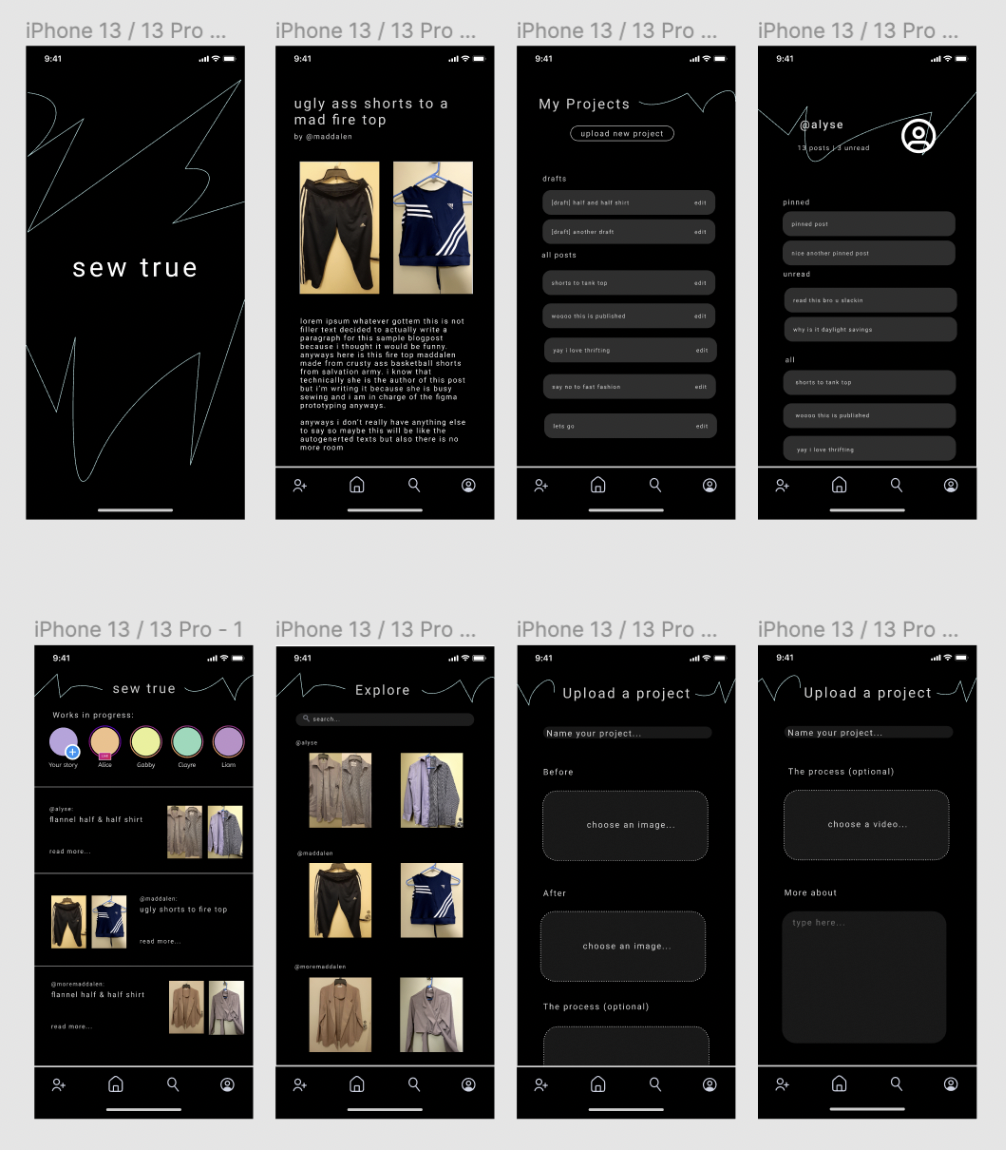 iPhone 13 / 13 Pro ...
9:41
sew true
iPhone 13 / 13 Pro ...
9:41
ugly ass shorts to a
mad fire top
by @maddalen
lorem ipsum whatever gottem this is not
filler text decided to actually write a
paragraph for this sample blogpost
because i thought it would be funny.
anyways here is this fire top maddalen
made from crusty ass basketball shorts
from salvation army. i know that
technically she is the author of this post
but i'm writing it because she is busy
sewing and i am in charge of the figma
prototyping anyways.
anyways i don't really have anything else
to say so maybe this will be like the
autogenerted texts but also there is no
more room
iPhone 13 / 13 Pro ...
9:41
My Projects
upload new project
drafts
[draft] half and half shirt edit
[draft] another draft edit
all posts
shorts to tank top edit
woooo this is published edit
yay i love thrifting edit
say no to fast fashion edit
lets go edit
iPhone 13 / 13 Pro ...
9:41
@alyse
13 posts | 3 unread
pinned
pinned post
nice another pinned post
unread
read this bro u slackin
why is it daylight savings
all
shorts to tank top
woooo this is published
yay i love thrifting
iPhone 13 / 13 Pro - 1
9:41
sew true
Works in progress:
Your story Alice Gabby Clayre Liam
@alyse:
flannel half & half shirt
read more...
@maddalen:
ugly shorts to fire top
read more...
@moremaddalen:
flannel half & half shirt
read more...
iPhone 13 / 13 Pro ...
9:41
Explore
search...
@alyse
@maddalen
@moremaddalen
iPhone 13 / 13 Pro ...
9:41
Upload a project
Name your project...
Before
choose an image...
After
choose an image...
The process (optional)
iPhone 13 / 13 Pro ...
9:41
Upload a project
Name your project...
The process (optional)
choose a video...
More about
type here...